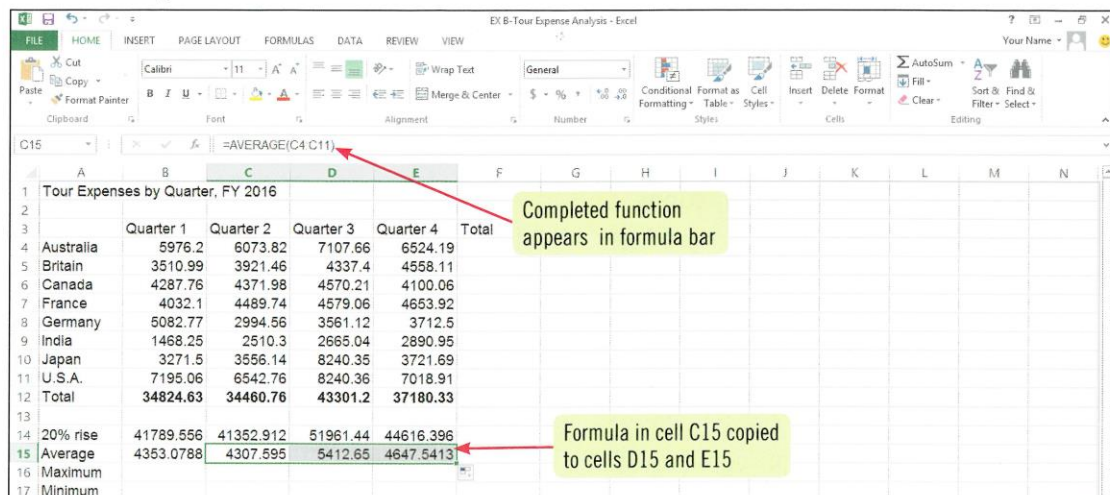 EX B-Tour Expense Analysis - Excel
FILE HOME INSERT PAGE LAYOUT FORMULAS DATA REVIEW VIEW Your Name
Cut
Copy
Format Painter
Paste
Clipboard
Calibri 11
B I U
Font
Wrap Text
Merge & Center
Alignment
General
$ % ,
Number
Conditional Formatting
Format as Table
Cell Styles
Styles
Insert Delete Format
Cells
AutoSum
Fill
Clear
Sort & Filter
Find & Select
Editing
C15 fx =AVERAGE(C4:C11)
A B C D E F G H I J K L M N
1 Tour Expenses by Quarter, FY 2016
2
3 Quarter 1 Quarter 2 Quarter 3 Quarter 4 Total
4 Australia 5976.2 6073.82 7107.66 6524.19
5 Britain 3510.99 3921.46 4337.4 4558.11
6 Canada 4287.76 4371.98 4570.21 4100.06
7 France 4032.1 4489.74 4579.06 4653.92
8 Germany 5082.77 2994.56 3561.12 3712.5
9 India 1468.25 2510.3 2665.04 2890.95
10 Japan 3271.5 3556.14 8240.35 3721.69
11 U.S.A. 7195.06 6542.76 8240.36 7018.91
12 Total 34824.63 34460.76 43301.2 37180.33
13
14 20% rise 41789.556 41352.912 51961.44 44616.396
15 Average 4353.0788 4307.595 5412.65 4647.5413
16 Maximum
17 Minimum
Completed function
appears in formula bar
Formula in cell C15 copied
to cells D15 and E15